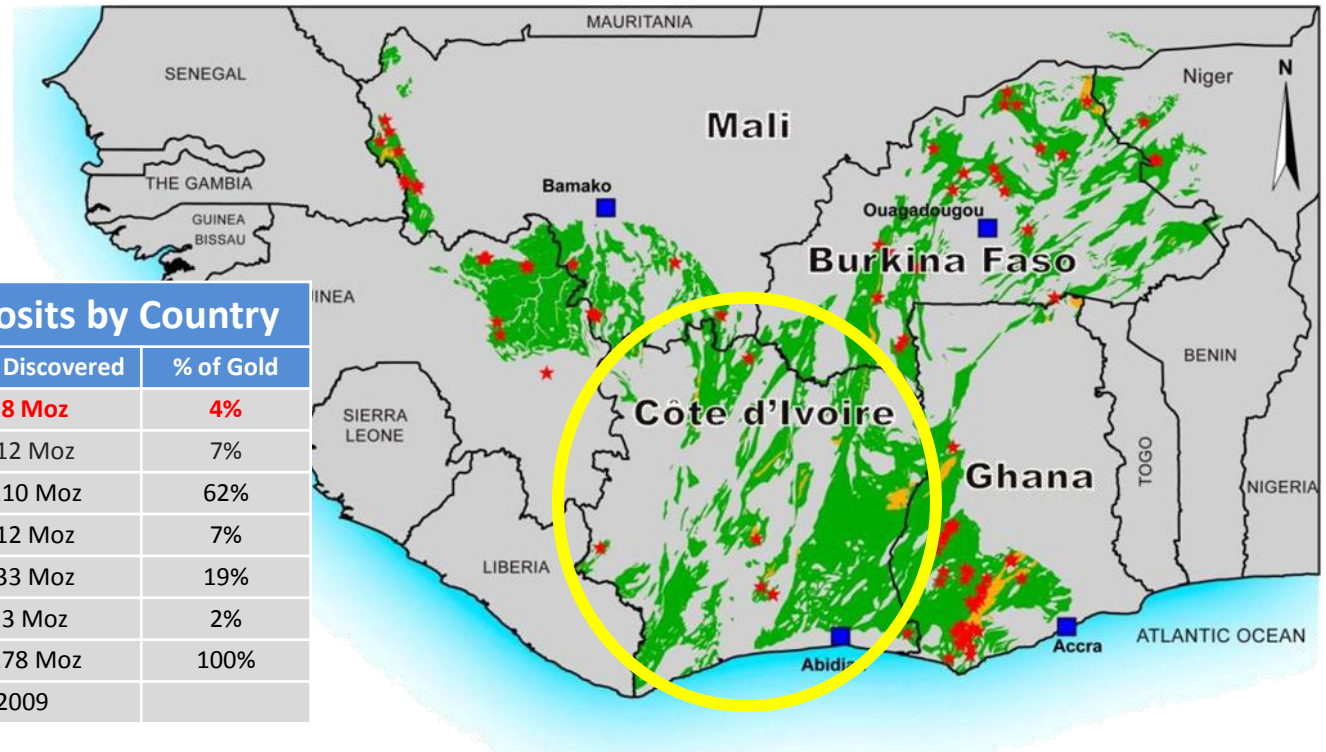 MAURITANIA
SENEGAL
Niger
N
Mali
THE GAMBIA
Bamako
GUINEA
BISSAU
Ouagadougou
Burkina Faso
INEA
osits by Country
Discovered % of Gold
8 Moz 4%
12 Moz 7%
10 Moz 62%
12 Moz 7%
33 Moz 19%
3 Moz 2%
78 Moz 100%
2009
BENIN
SIERRA
LEONE
Côte d'Ivoire
Ghana
TOGO
NIGERIA
LIBERIA
ATLANTIC OCEAN
Accra
Abidja